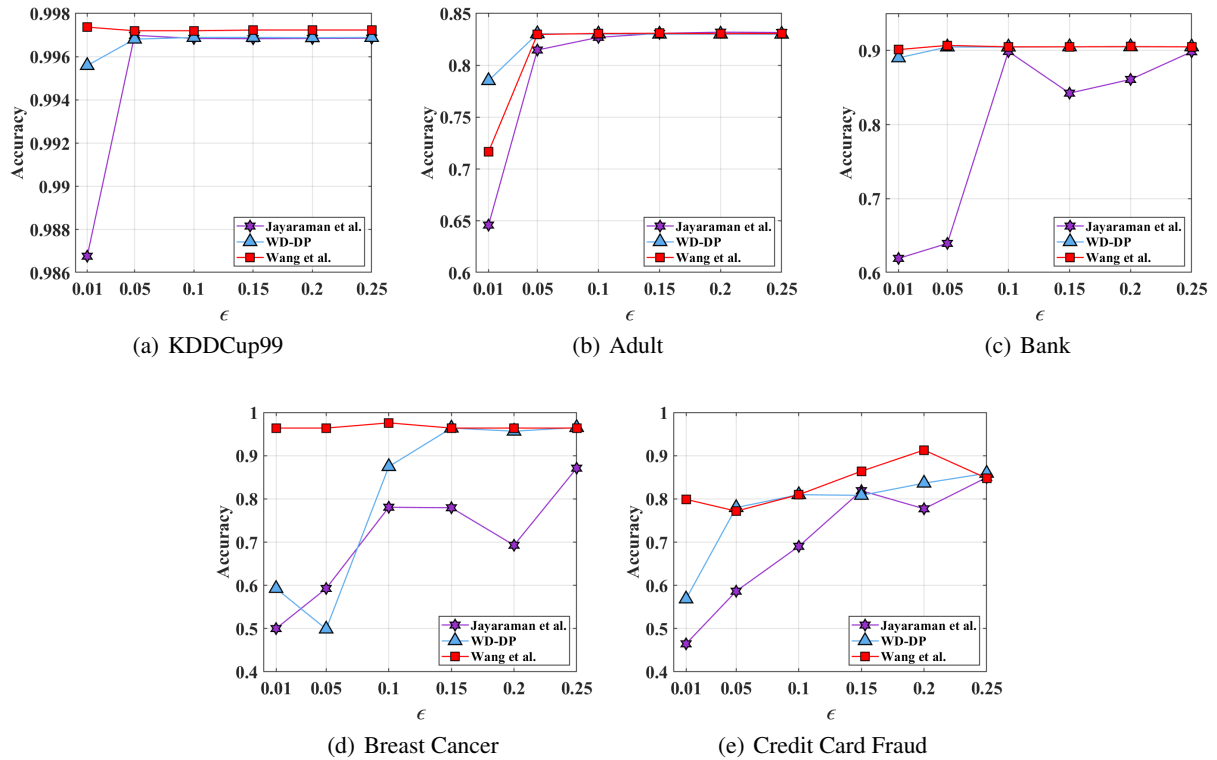 0.998
0.996
0.994
0.992
0.99
0.988
0.986
Accuracy
0.01 0.05 0.1 0.15 0.2 0.25
ϵ
Jayaraman et al.
WD-DP
Wang et al.
(a) KDDCup99
0.85
0.8
0.75
0.7
0.65
0.6
Accuracy
0.01 0.05 0.1 0.15 0.2 0.25
ϵ
Jayaraman et al.
WD-DP
Wang et al.
(b) Adult
0.9
0.8
0.7
0.6
Accuracy
0.01 0.05 0.1 0.15 0.2 0.25
ϵ
Jayaraman et al.
WD-DP
Wang et al.
(c) Bank
1
0.9
0.8
0.7
0.6
0.5
0.4
Accuracy
0.01 0.05 0.1 0.15 0.2 0.25
ϵ
Jayaraman et al.
WD-DP
Wang et al.
(d) Breast Cancer
1
0.9
0.8
0.7
0.6
0.5
0.4
Accuracy
0.01 0.05 0.1 0.15 0.2 0.25
ϵ
Jayaraman et al.
WD-DP
Wang et al.
(e) Credit Card Fraud